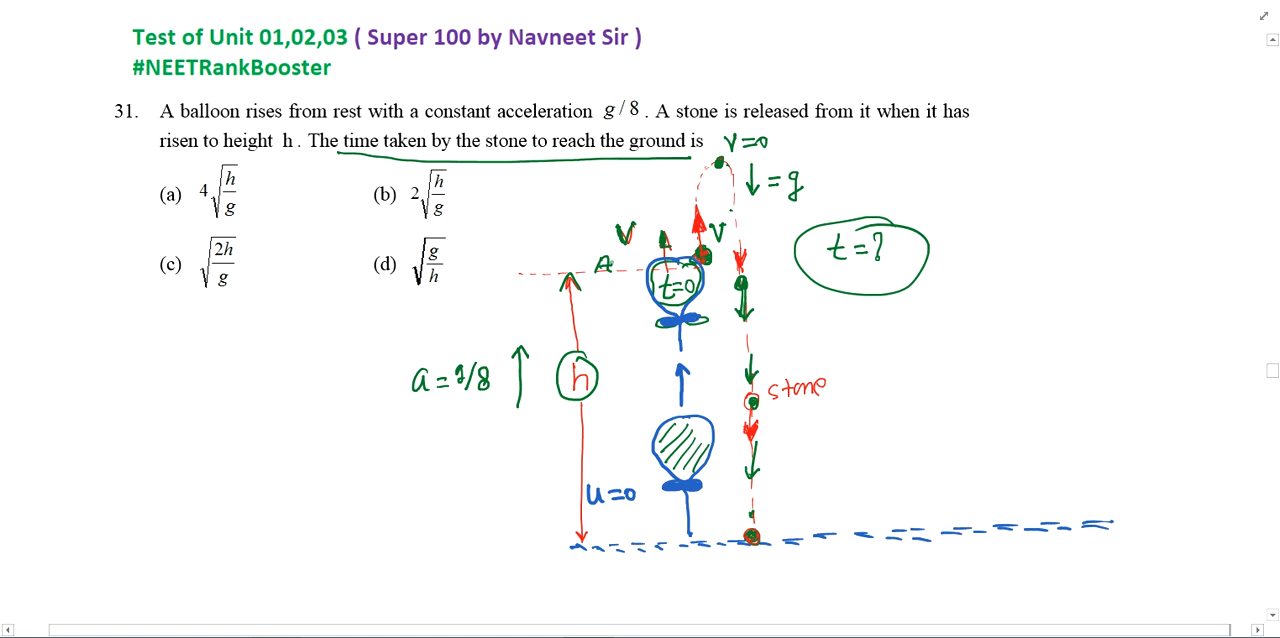 Test of Unit 01,02,03 ( Super 100 by Navneet Sir )
#NEETRankBooster
31. A balloon rises from rest with a constant acceleration g/8. A stone is released from it when it has
risen to height h. The time taken by the stone to reach the ground is
V=0
↓=g
(a) 4√(h/g)
(b) 2√(h/g)
(c) √(2h/g)
(d) √(g/h)
V
V
A
t=0
t=?
a=g/8
h
stone
u=0